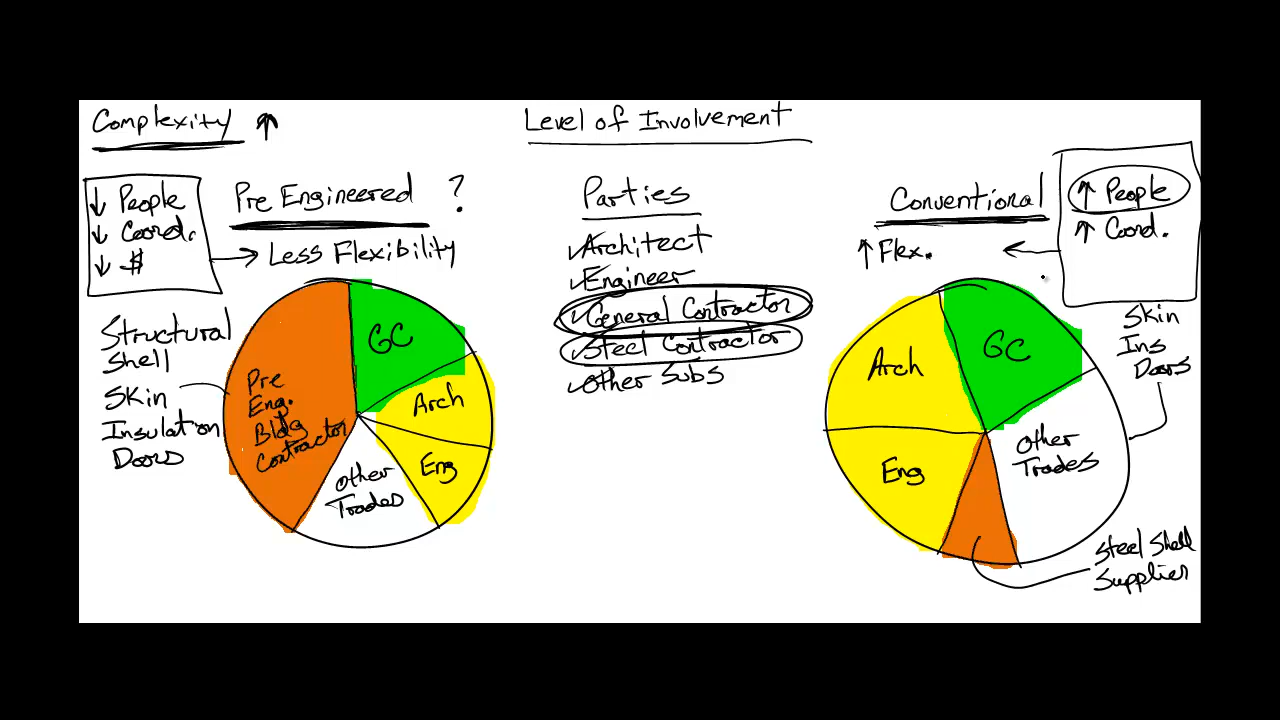 Complexity ↑
Level of Involvement
↓ People
↓ Coord.
↓ $
Pre Engineered ?
→ Less Flexibility
Structural
Shell
Skin
Insulation
Doors
Pre
Eng.
Bldg
Contractor
GC
Arch
Eng
Other
Trades
Parties
✓Architect
✓Engineer
✓General Contractor
✓Steel Contractor
✓Other Subs
Conventional
↑ Flex.
↑ People
↑ Coord.
Arch
GC
Eng
Other
Trades
Skin
Ins
Doors
Steel Shell
Supplier